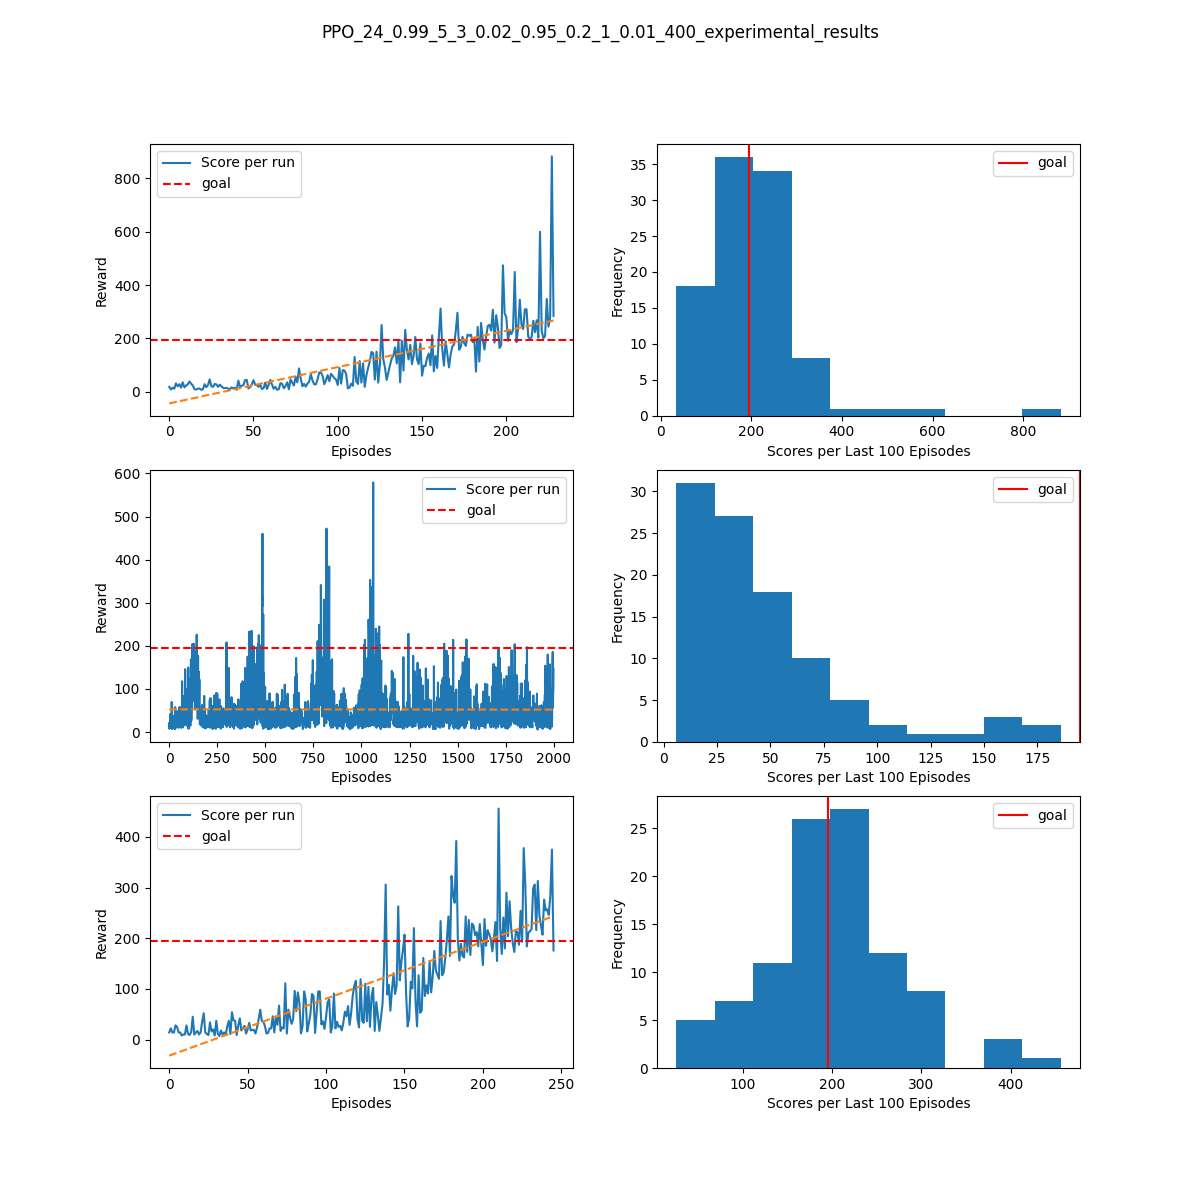 PPO_24_0.99_5_3_0.02_0.95_0.2_1_0.01_400_experimental_results
Score per run
goal
800
600
400
200
0
Reward
0 50 100 150 200
Episodes
goal
35
30
25
20
15
10
5
0
Frequency
0 200 400 600 800
Scores per Last 100 Episodes
Score per run
goal
600
500
400
300
200
100
0
Reward
0 250 500 750 1000 1250 1500 1750 2000
Episodes
goal
30
25
20
15
10
5
0
Frequency
0 25 50 75 100 125 150 175
Scores per Last 100 Episodes
Score per run
goal
400
300
200
100
0
Reward
0 50 100 150 200 250
Episodes
goal
25
20
15
10
5
0
Frequency
100 200 300 400
Scores per Last 100 Episodes